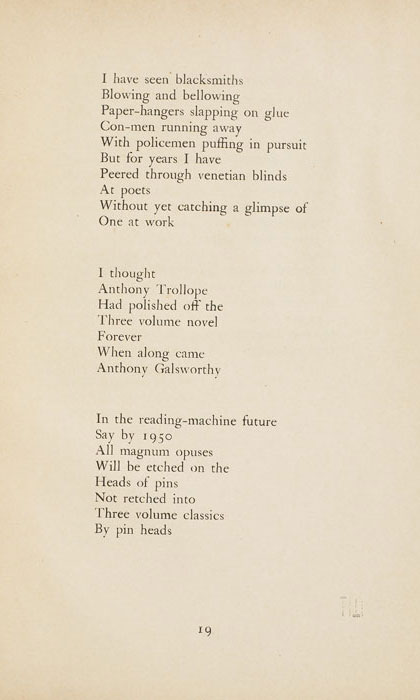 I have seen blacksmiths
Blowing and bellowing
Paper-hangers slapping on glue
Con-men running away
With policemen puffing in pursuit
But for years I have
Peered through venetian blinds
At poets
Without yet catching a glimpse of
One at work
I thought
Anthony Trollope
Had polished off the
Three volume novel
Forever
When along came
Anthony Galsworthy
In the reading-machine future
Say by 1950
All magnum opuses
Will be etched on the
Heads of pins
Not retched into
Three volume classics
By pin heads
19